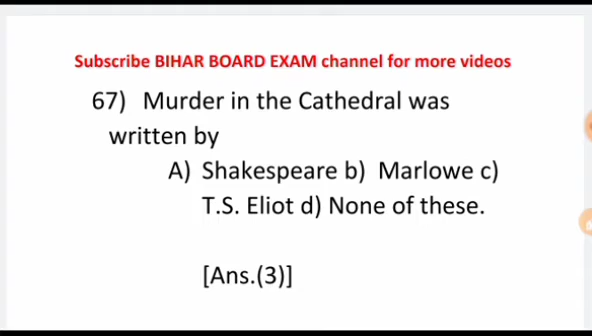 Subscribe BIHAR BOARD EXAM channel for more videos
67) Murder in the Cathedral was
written by
A) Shakespeare b) Marlowe c)
T.S. Eliot d) None of these.
[Ans.(3)]